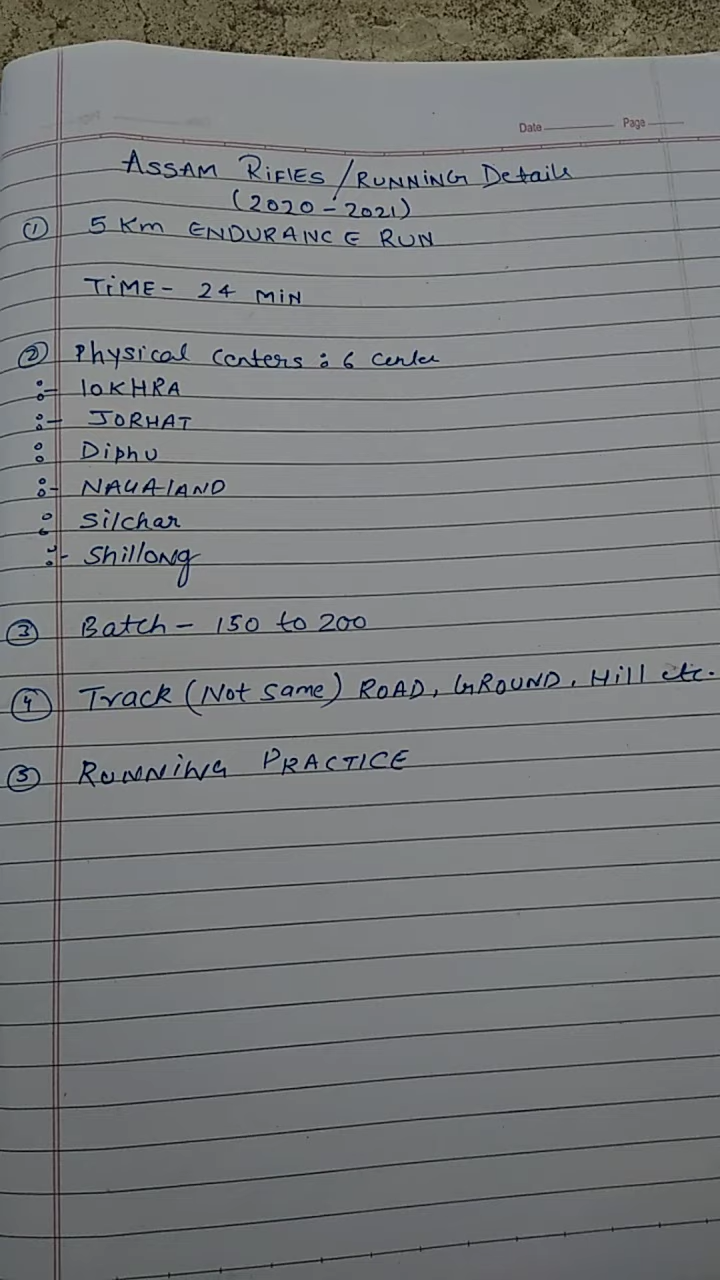 Date Page
ASSAM RIFLES / RUNNING Details
(2020-2021)
① 5 Km ENDURANCE RUN
TiME- 24 MiN
② Physical Centers : 6 Center
:- lOKHRA
:- JORHAT
: Diphu
:- NAGAlAND
: Silchar
:- Shillong
③ Batch - 150 to 200
④ Track (Not Same) ROAD, GROUND, Hill etc.
⑤ RUNNiNG PRACTICE